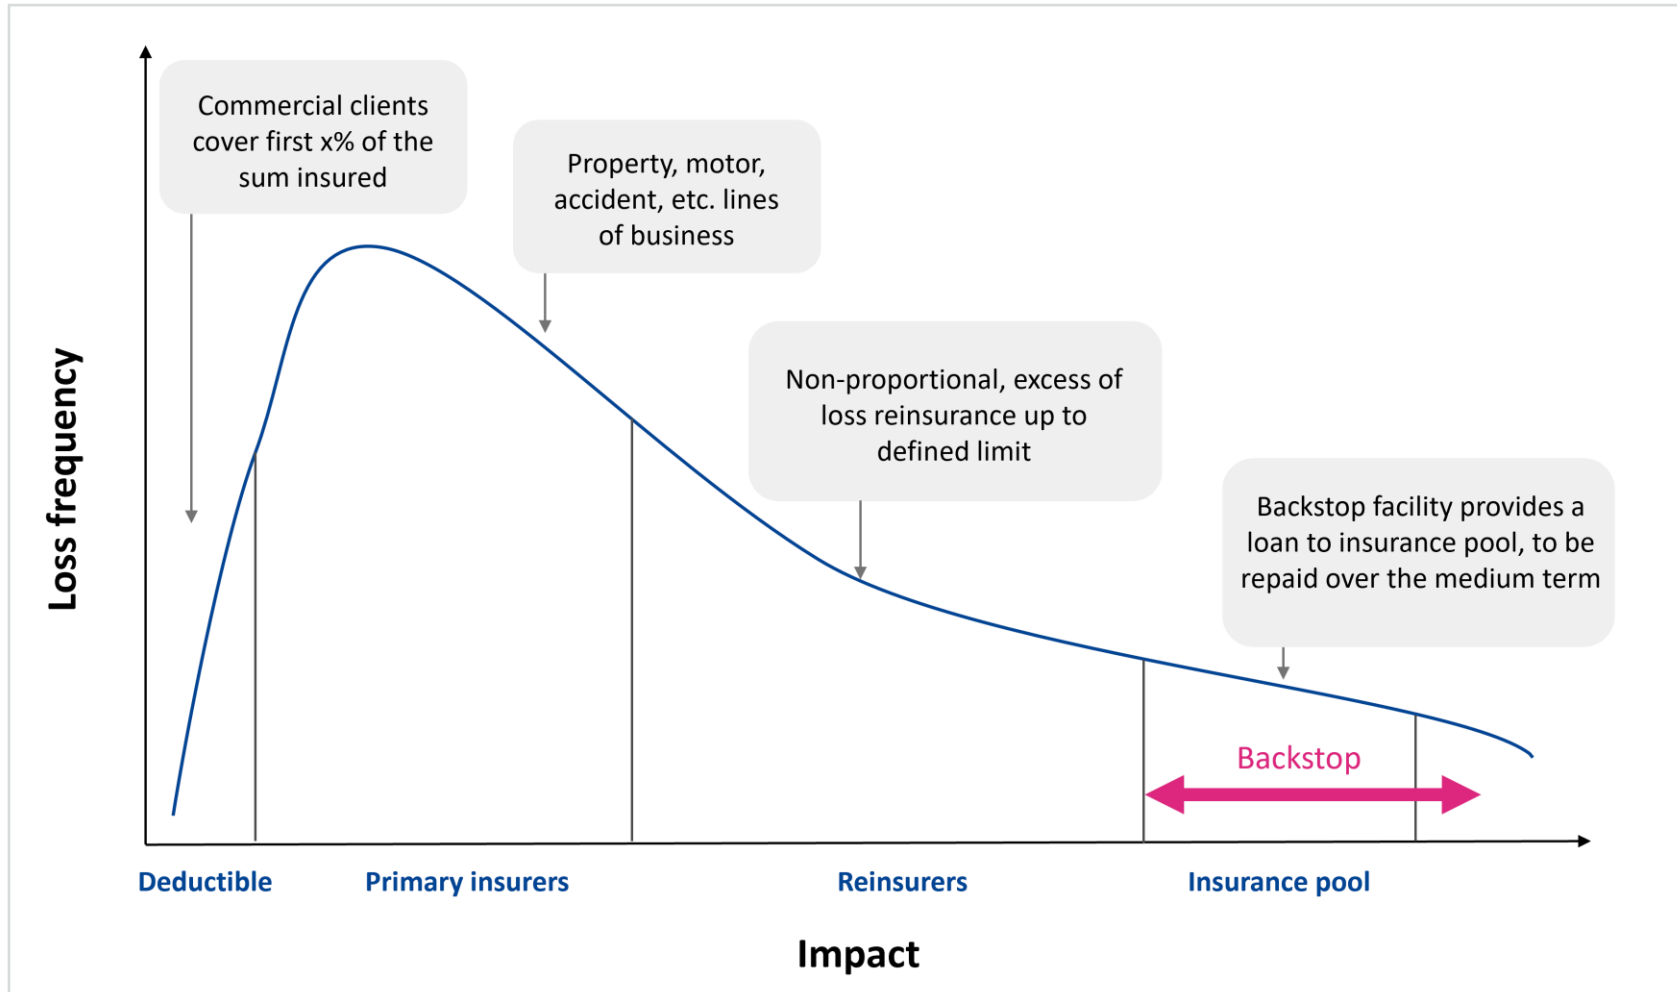 Commercial clients
cover first x% of the
sum insured
Property, motor,
accident, etc. lines
of business
Non-proportional, excess of
loss reinsurance up to
defined limit
Backstop facility provides a
loan to insurance pool, to be
repaid over the medium term
Loss frequency
Backstop
Deductible
Primary insurers
Reinsurers
Insurance pool
Impact